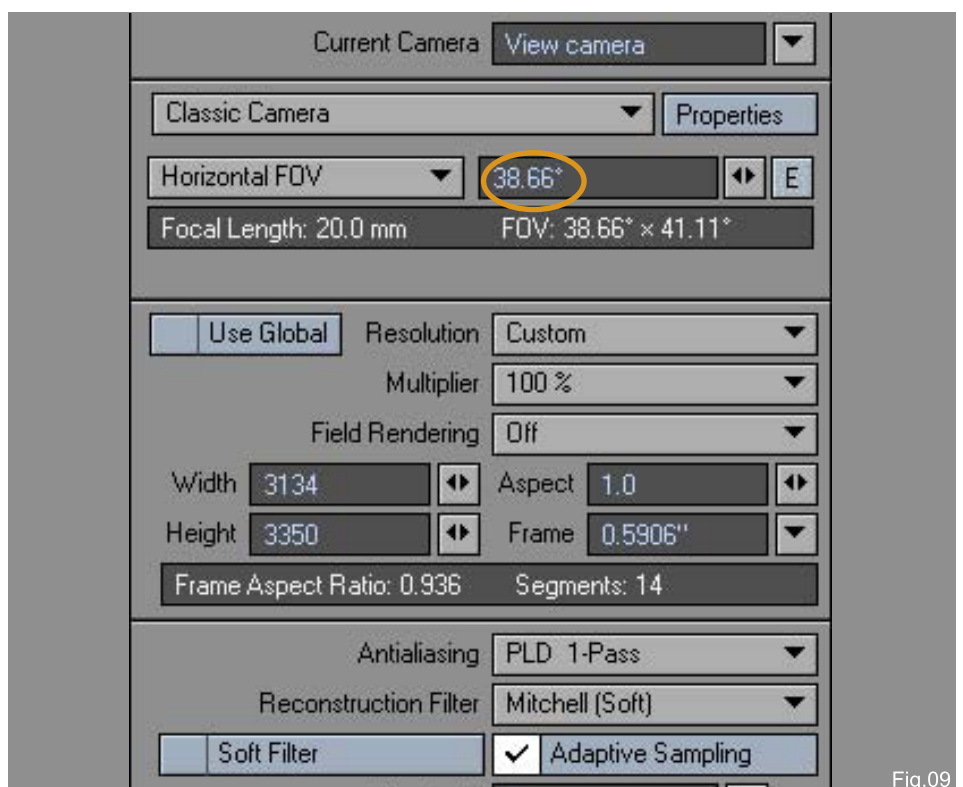 Current Camera View camera
Classic Camera Properties
Horizontal FOV 38.66° E
Focal Length: 20.0 mm FOV: 38.66° × 41.11°
Use Global Resolution Custom
Multiplier 100 %
Field Rendering Off
Width 3134 Aspect 1.0
Height 3350 Frame 0.5906"
Frame Aspect Ratio: 0.936 Segments: 14
Antialiasing PLD 1-Pass
Reconstruction Filter Mitchell (Soft)
Soft Filter Adaptive Sampling
Fig.09